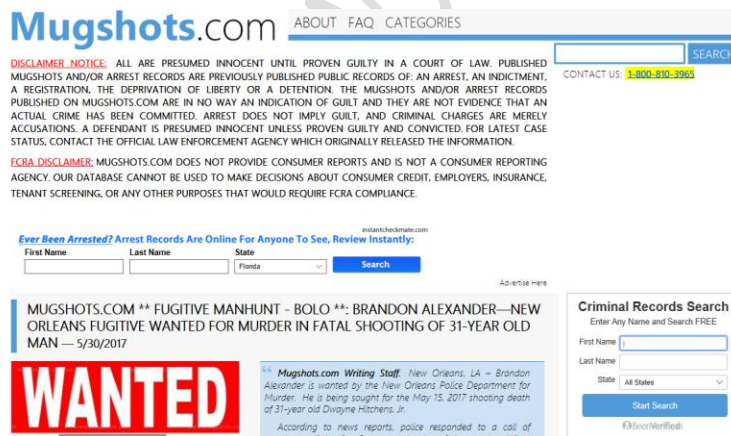 Mugshots.com
ABOUT FAQ CATEGORIES
SEARCH
CONTACT US: 1-800-810-3965
DISCLAIMER NOTICE: ALL ARE PRESUMED INNOCENT UNTIL PROVEN GUILTY IN A COURT OF LAW. PUBLISHED
MUGSHOTS AND/OR ARREST RECORDS ARE PREVIOUSLY PUBLISHED PUBLIC RECORDS OF: AN ARREST, AN INDICTMENT,
A REGISTRATION, THE DEPRIVATION OF LIBERTY OR A DETENTION. THE MUGSHOTS AND/OR ARREST RECORDS
PUBLISHED ON MUGSHOTS.COM ARE IN NO WAY AN INDICATION OF GUILT AND THEY ARE NOT EVIDENCE THAT AN
ACTUAL CRIME HAS BEEN COMMITTED. ARREST DOES NOT IMPLY GUILT, AND CRIMINAL CHARGES ARE MERELY
ACCUSATIONS. A DEFENDANT IS PRESUMED INNOCENT UNLESS PROVEN GUILTY AND CONVICTED. FOR LATEST CASE
STATUS, CONTACT THE OFFICIAL LAW ENFORCEMENT AGENCY WHICH ORIGINALLY RELEASED THE INFORMATION.
FCRA DISCLAIMER: MUGSHOTS.COM DOES NOT PROVIDE CONSUMER REPORTS AND IS NOT A CONSUMER REPORTING
AGENCY. OUR DATABASE CANNOT BE USED TO MAKE DECISIONS ABOUT CONSUMER CREDIT, EMPLOYERS, INSURANCE,
TENANT SCREENING, OR ANY OTHER PURPOSES THAT WOULD REQUIRE FCRA COMPLIANCE.
instantcheckmate.com
Ever Been Arrested? Arrest Records Are Online For Anyone To See, Review Instantly:
First Name Last Name State
Florida Search
Advertise Here
MUGSHOTS.COM ** FUGITIVE MANHUNT - BOLO **: BRANDON ALEXANDER—NEW
ORLEANS FUGITIVE WANTED FOR MURDER IN FATAL SHOOTING OF 31-YEAR OLD
MAN — 5/30/2017
WANTED
Mugshots.com Writing Staff. New Orleans, LA – Brandon
Alexander is wanted by the New Orleans Police Department for
Murder. He is being sought for the May 15, 2017 shooting death
of 31-year old Dwayne Hitchens, Jr.
According to news reports, police responded to a call of
Criminal Records Search
Enter Any Name and Search FREE
First Name
Last Name
State All States
Start Search
BeenVerified